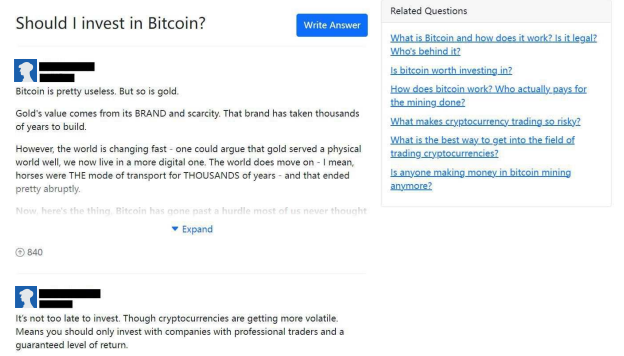 Should I invest in Bitcoin?
Write Answer
Bitcoin is pretty useless. But so is gold.
Gold's value comes from its BRAND and scarcity. That brand has taken thousands
of years to build.
However, the world is changing fast - one could argue that gold served a physical
world well, we now live in a more digital one. The world does move on - I mean,
horses were THE mode of transport for THOUSANDS of years - and that ended
pretty abruptly.
Now, here's the thing. Bitcoin has gone past a hurdle most of us never thought
Expand
840
It's not too late to invest. Though cryptocurrencies are getting more volatile.
Means you should only invest with companies with professional traders and a
guaranteed level of return.
Related Questions
What is Bitcoin and how does it work? Is it legal?
Who's behind it?
Is bitcoin worth investing in?
How does bitcoin work? Who actually pays for
the mining done?
What makes cryptocurrency trading so risky?
What is the best way to get into the field of
trading cryptocurrencies?
Is anyone making money in bitcoin mining
anymore?